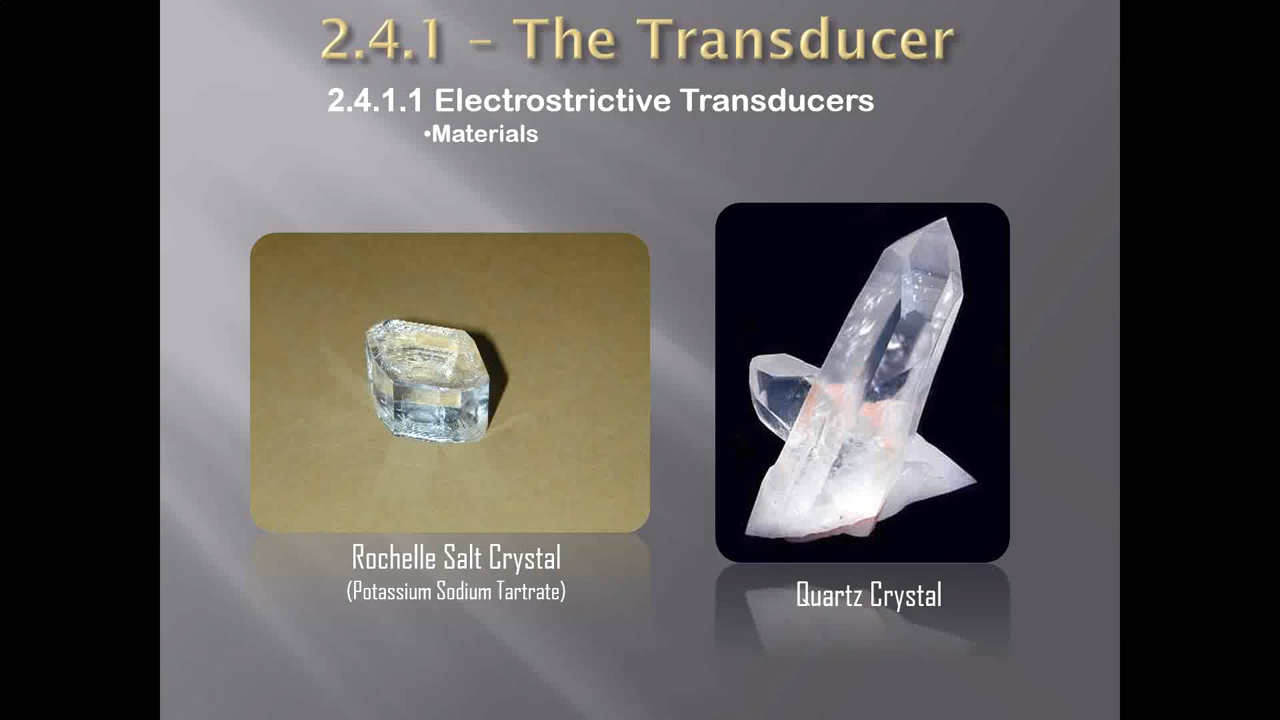 2.4.1 – The Transducer
2.4.1.1 Electrostrictive Transducers
•Materials
Rochelle Salt Crystal
(Potassium Sodium Tartrate)
Quartz Crystal